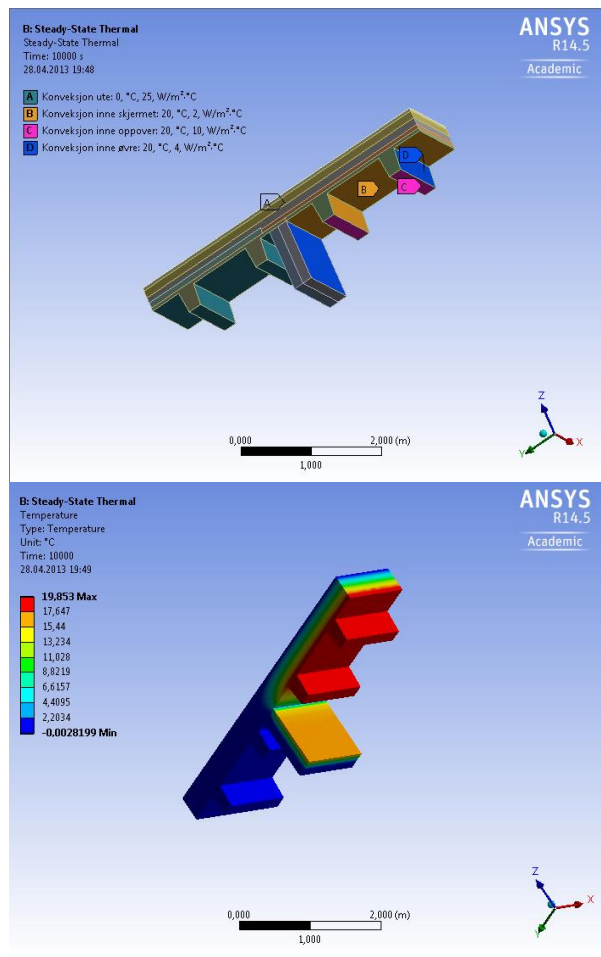 B: Steady-State Thermal
Steady-State Thermal
Time: 10000 s
28.04.2013 19:48
A Konveksjon ute: 0, °C, 25, W/m²·°C
B Konveksjon inne skjermet: 20, °C, 2, W/m²·°C
C Konveksjon inne oppover: 20, °C, 10, W/m²·°C
D Konveksjon inne øvre: 20, °C, 4, W/m²·°C
ANSYS
R14.5
Academic
A
B
C
D
Z
Y
X
0,000
2,000 (m)
1,000
B: Steady-State Thermal
Temperature
Type: Temperature
Unit: °C
Time: 10000
28.04.2013 19:49
19,853 Max
17,647
15,44
13,234
11,028
8,8219
6,6157
4,4095
2,2034
-0,0028199 Min
ANSYS
R14.5
Academic
Z
X
Y
0,000
2,000 (m)
1,000